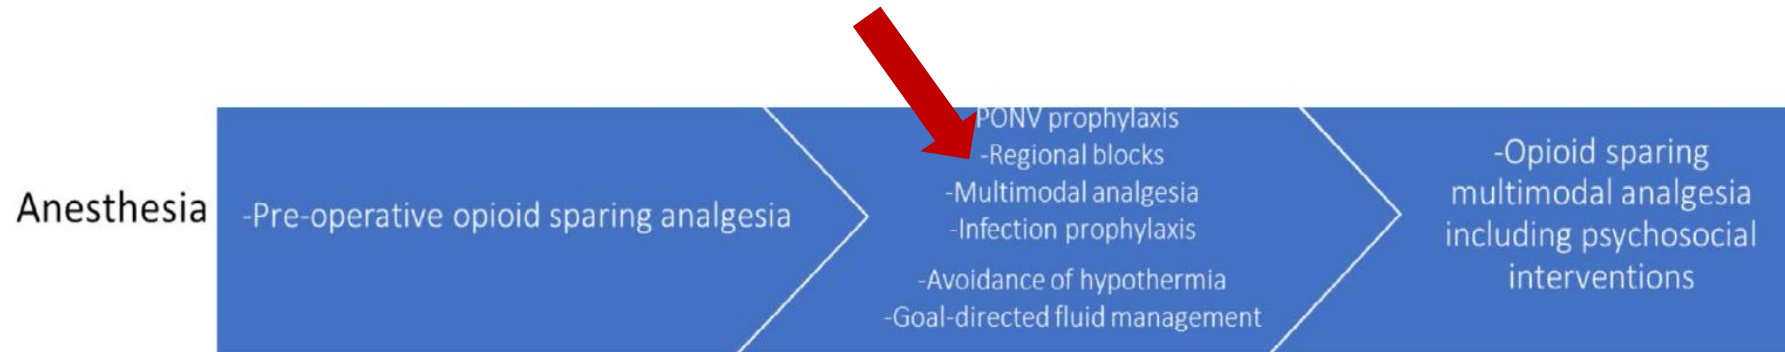 Anesthesia
-Pre-operative opioid sparing analgesia
PONV prophylaxis
-Regional blocks
-Multimodal analgesia
-Infection prophylaxis
-Avoidance of hypothermia
-Goal-directed fluid management
-Opioid sparing
multimodal analgesia
including psychosocial
interventions